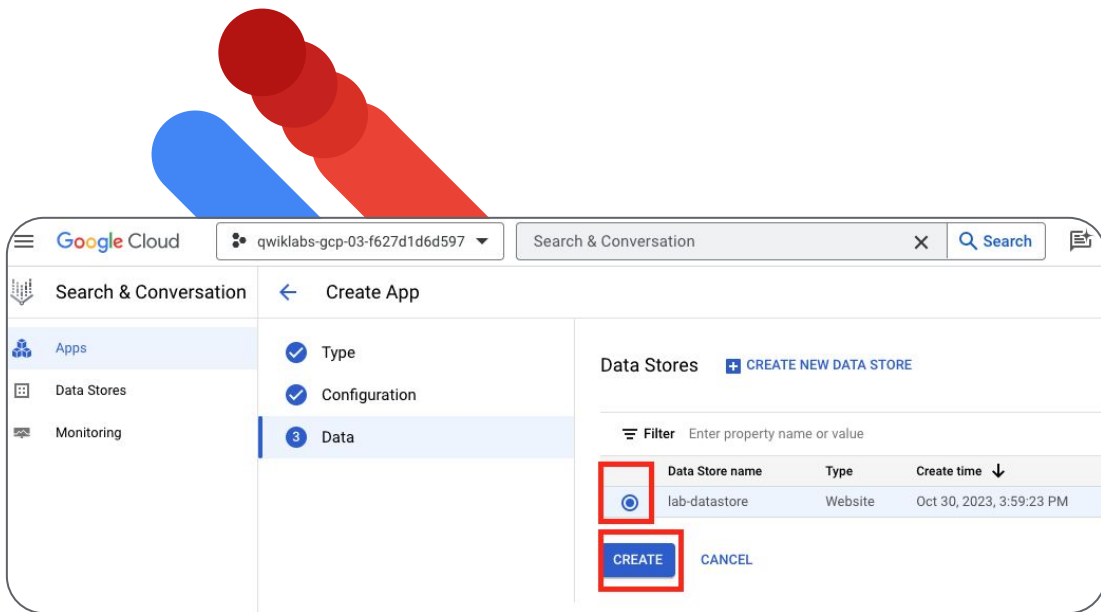 Google Cloud
qwiklabs-gcp-03-f627d1d6d597
Search & Conversation
Search
Search & Conversation
Create App
Apps
Data Stores
Monitoring
Type
Configuration
3 Data
Data Stores
CREATE NEW DATA STORE
Filter Enter property name or value
Data Store name Type Create time
lab-datastore Website Oct 30, 2023, 3:59:23 PM
CREATE CANCEL